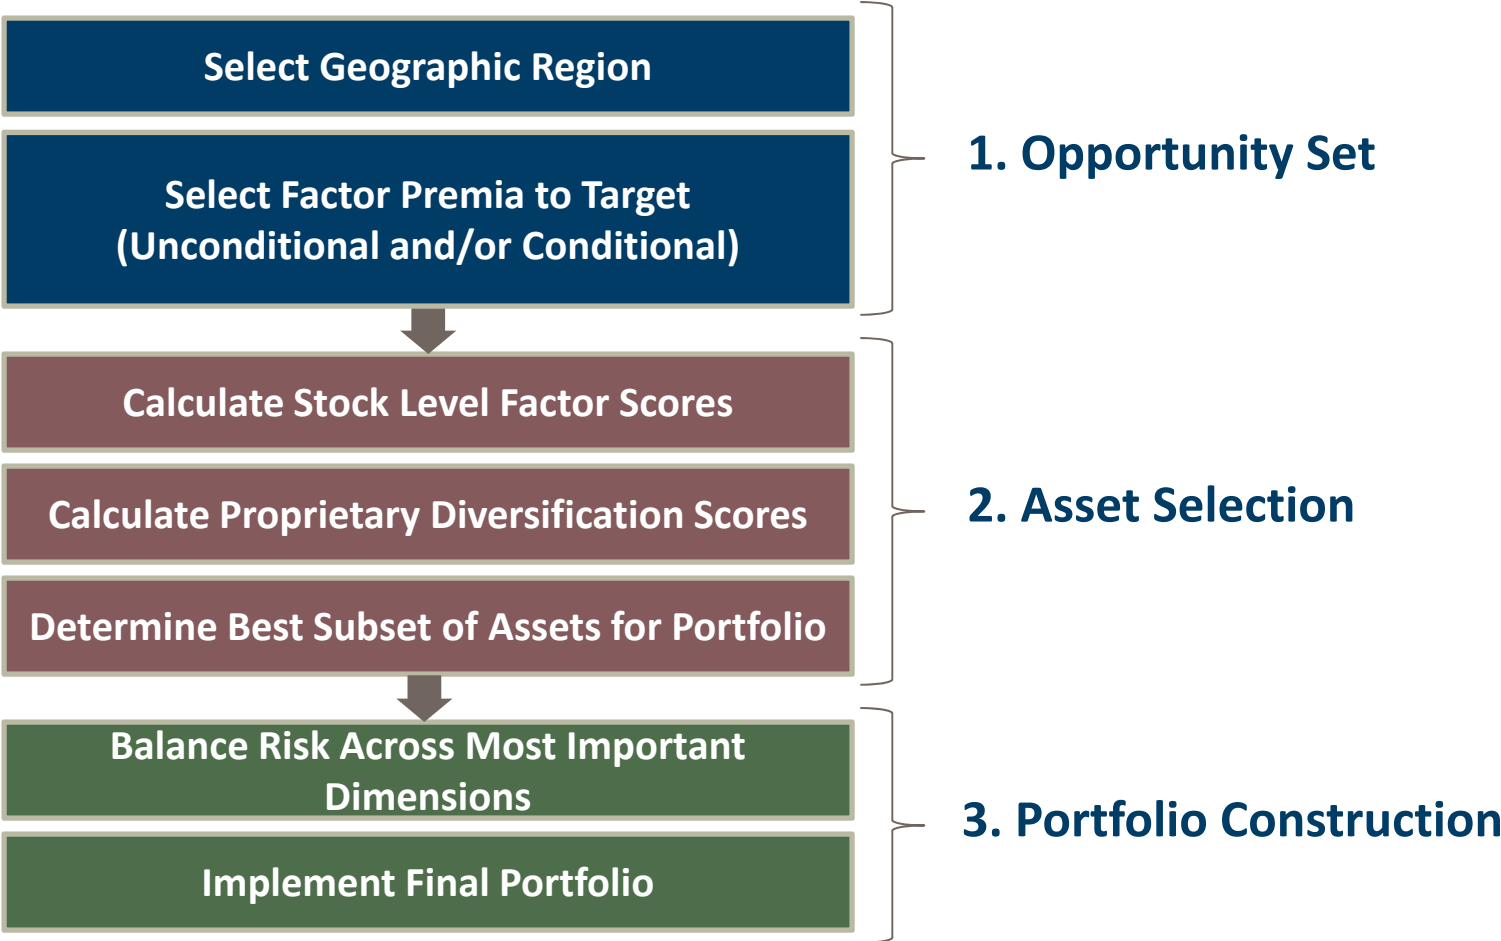 Select Geographic Region
Select Factor Premia to Target
(Unconditional and/or Conditional)
1. Opportunity Set
Calculate Stock Level Factor Scores
Calculate Proprietary Diversification Scores
Determine Best Subset of Assets for Portfolio
2. Asset Selection
Balance Risk Across Most Important
Dimensions
Implement Final Portfolio
3. Portfolio Construction